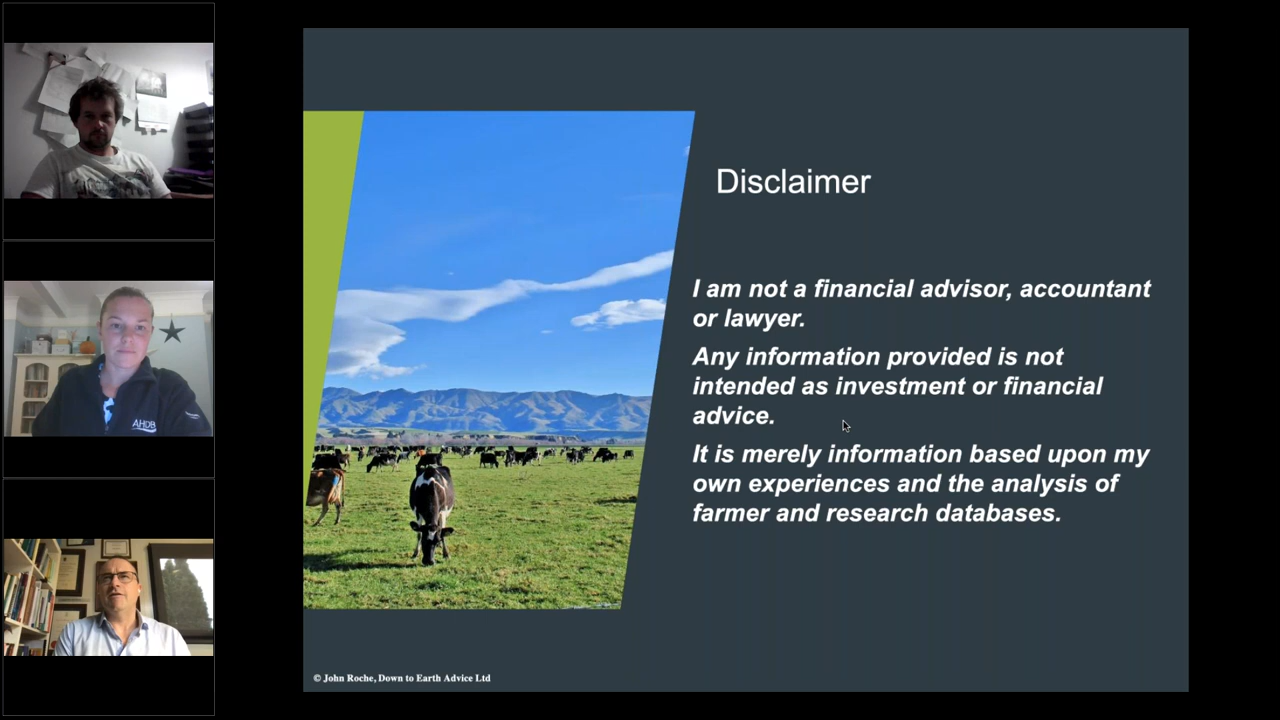 AHDB
Disclaimer
I am not a financial advisor, accountant
or lawyer.
Any information provided is not
intended as investment or financial
advice.
It is merely information based upon my
own experiences and the analysis of
farmer and research databases.
© John Roche, Down to Earth Advice Ltd